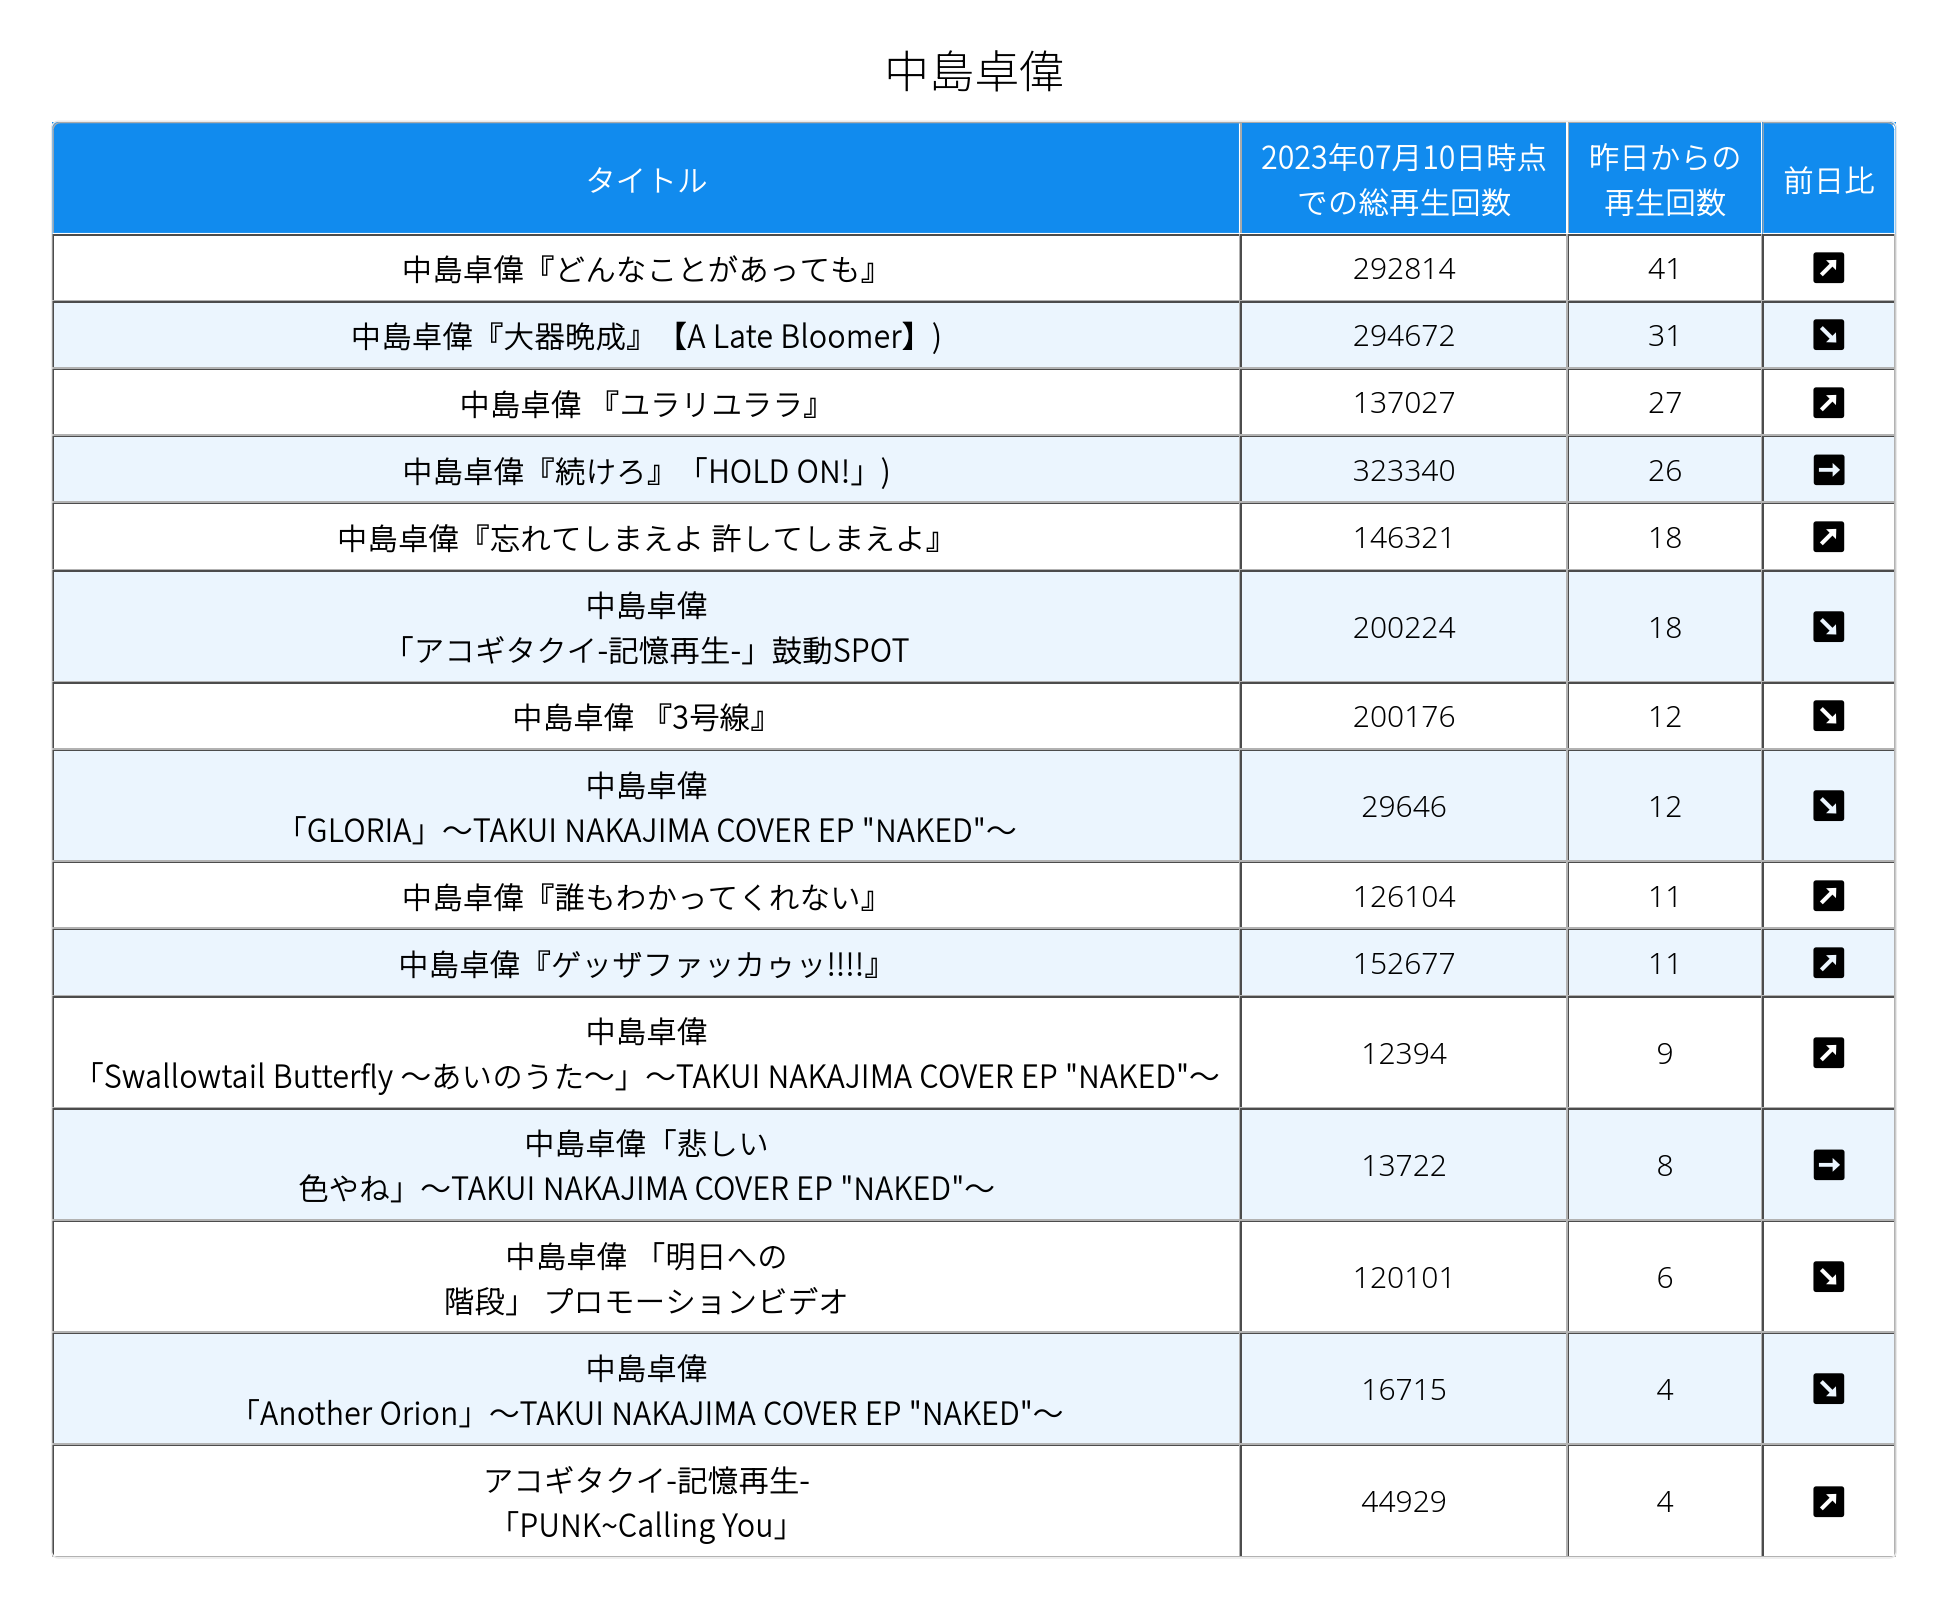 中島卓偉
タイトル
2023年07月10日時点
での総再生回数
昨日からの
再生回数
前日比
中島卓偉『どんなことがあっても』
292814
41
中島卓偉『大器晩成』【A Late Bloomer】)
294672
31
中島卓偉 『ユラリユララ』
137027
27
中島卓偉『続けろ』「HOLD ON!」)
323340
26
中島卓偉『忘れてしまえよ 許してしまえよ』
146321
18
中島卓偉
「アコギタクイ-記憶再生-」鼓動SPOT
200224
18
中島卓偉 『3号線』
200176
12
中島卓偉
「GLORIA」～TAKUI NAKAJIMA COVER EP "NAKED"～
29646
12
中島卓偉『誰もわかってくれない』
126104
11
中島卓偉『ゲッザファッカゥッ!!!!』
152677
11
中島卓偉
「Swallowtail Butterfly ～あいのうた～」～TAKUI NAKAJIMA COVER EP "NAKED"～
12394
9
中島卓偉「悲しい
色やね」～TAKUI NAKAJIMA COVER EP "NAKED"～
13722
8
中島卓偉 「明日への
階段」 プロモーションビデオ
120101
6
中島卓偉
「Another Orion」～TAKUI NAKAJIMA COVER EP "NAKED"～
16715
4
アコギタクイ-記憶再生-
「PUNK~Calling You」
44929
4